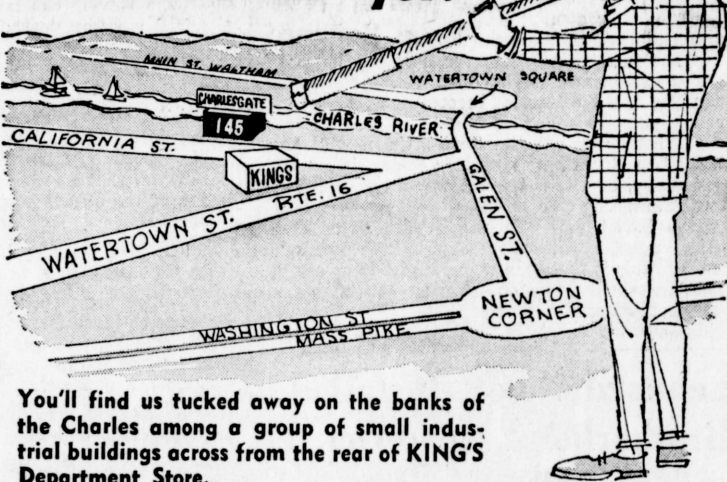 MAIN ST. WALTHAM
WATERTOWN SQUARE
CHARLESGATE
145
CHARLES RIVER
CALIFORNIA ST.
KINGS
GALEN ST.
WATERTOWN ST. RTE. 16
NEWTON
CORNER
WASHINGTON ST.
MASS. PIKE
You'll find us tucked away on the banks of
the Charles among a group of small indus-
trial buildings across from the rear of KING'S
Department Store.